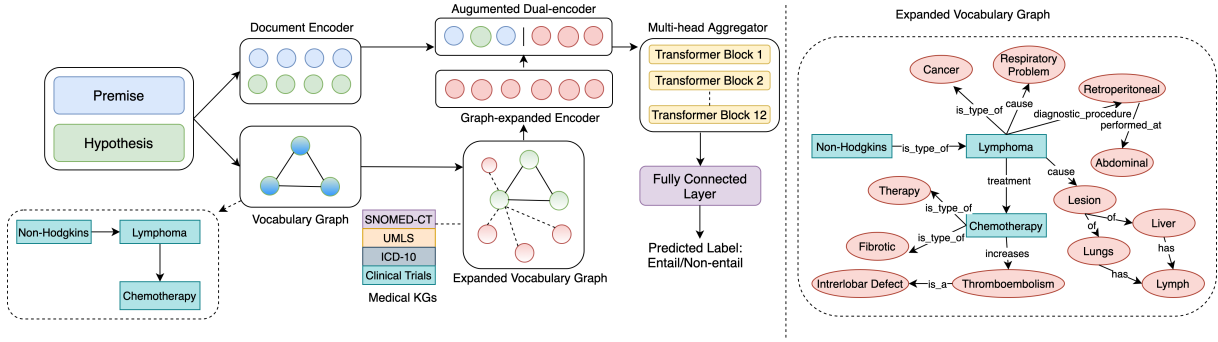 Document Encoder
Augumented Dual-encoder
Multi-head Aggregator
Premise
Hypothesis
Transformer Block 1
Transformer Block 2
Transformer Block 12
Graph-expanded Encoder
Vocabulary Graph
Fully Connected
Layer
Non-Hodgkins
Lymphoma
Chemotherapy
SNOMED-CT
UMLS
ICD-10
Clinical Trials
Medical KGs
Expanded Vocabulary Graph
Predicted Label:
Entail/Non-entail
Expanded Vocabulary Graph
Cancer
Respiratory
Problem
Retroperitoneal
is_type_of
cause
diagnostic_procedure
performed_at
Non-Hodgkins
is_type_of
Lymphoma
Abdominal
treatment
cause
Therapy
is_type_of
Lesion
Chemotherapy
of
of
Liver
Fibrotic
is_type_of
increases
Lungs
has
has
Intrerlobar Defect
is_a
Thromboembolism
Lymph